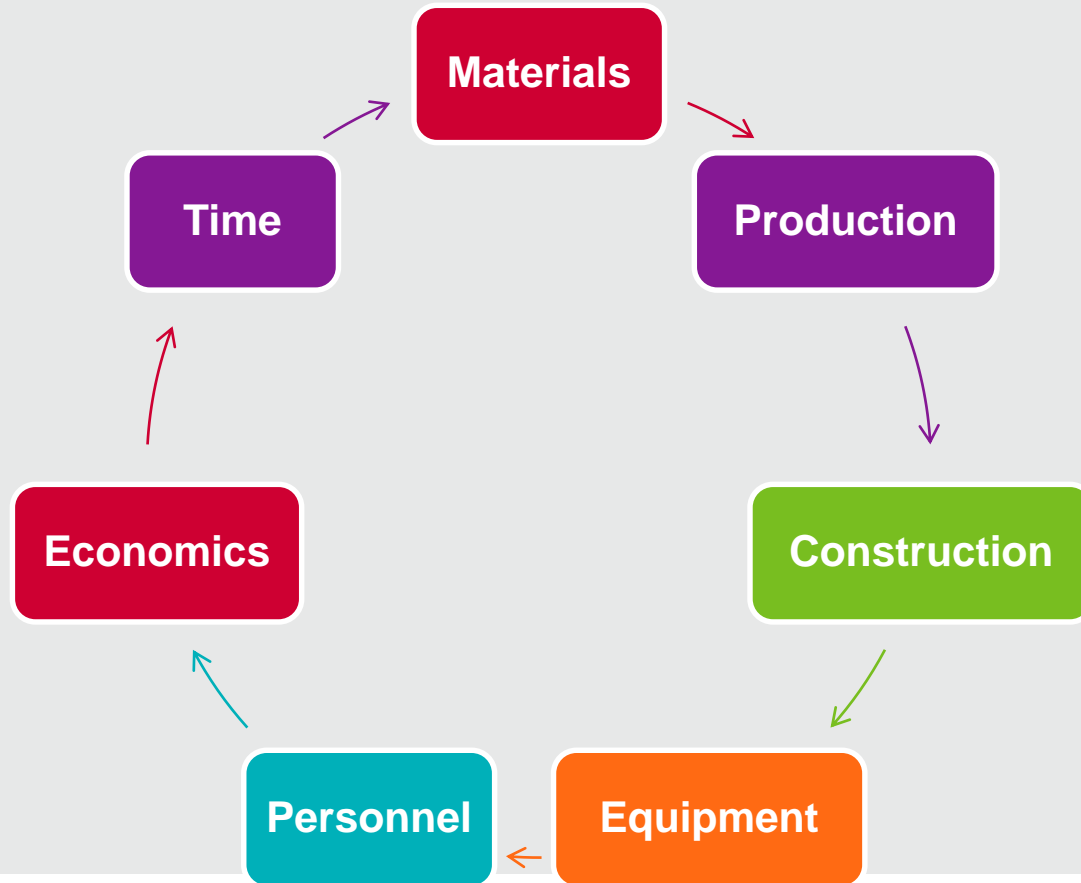 Materials
Production
Construction
Equipment
Personnel
Economics
Time